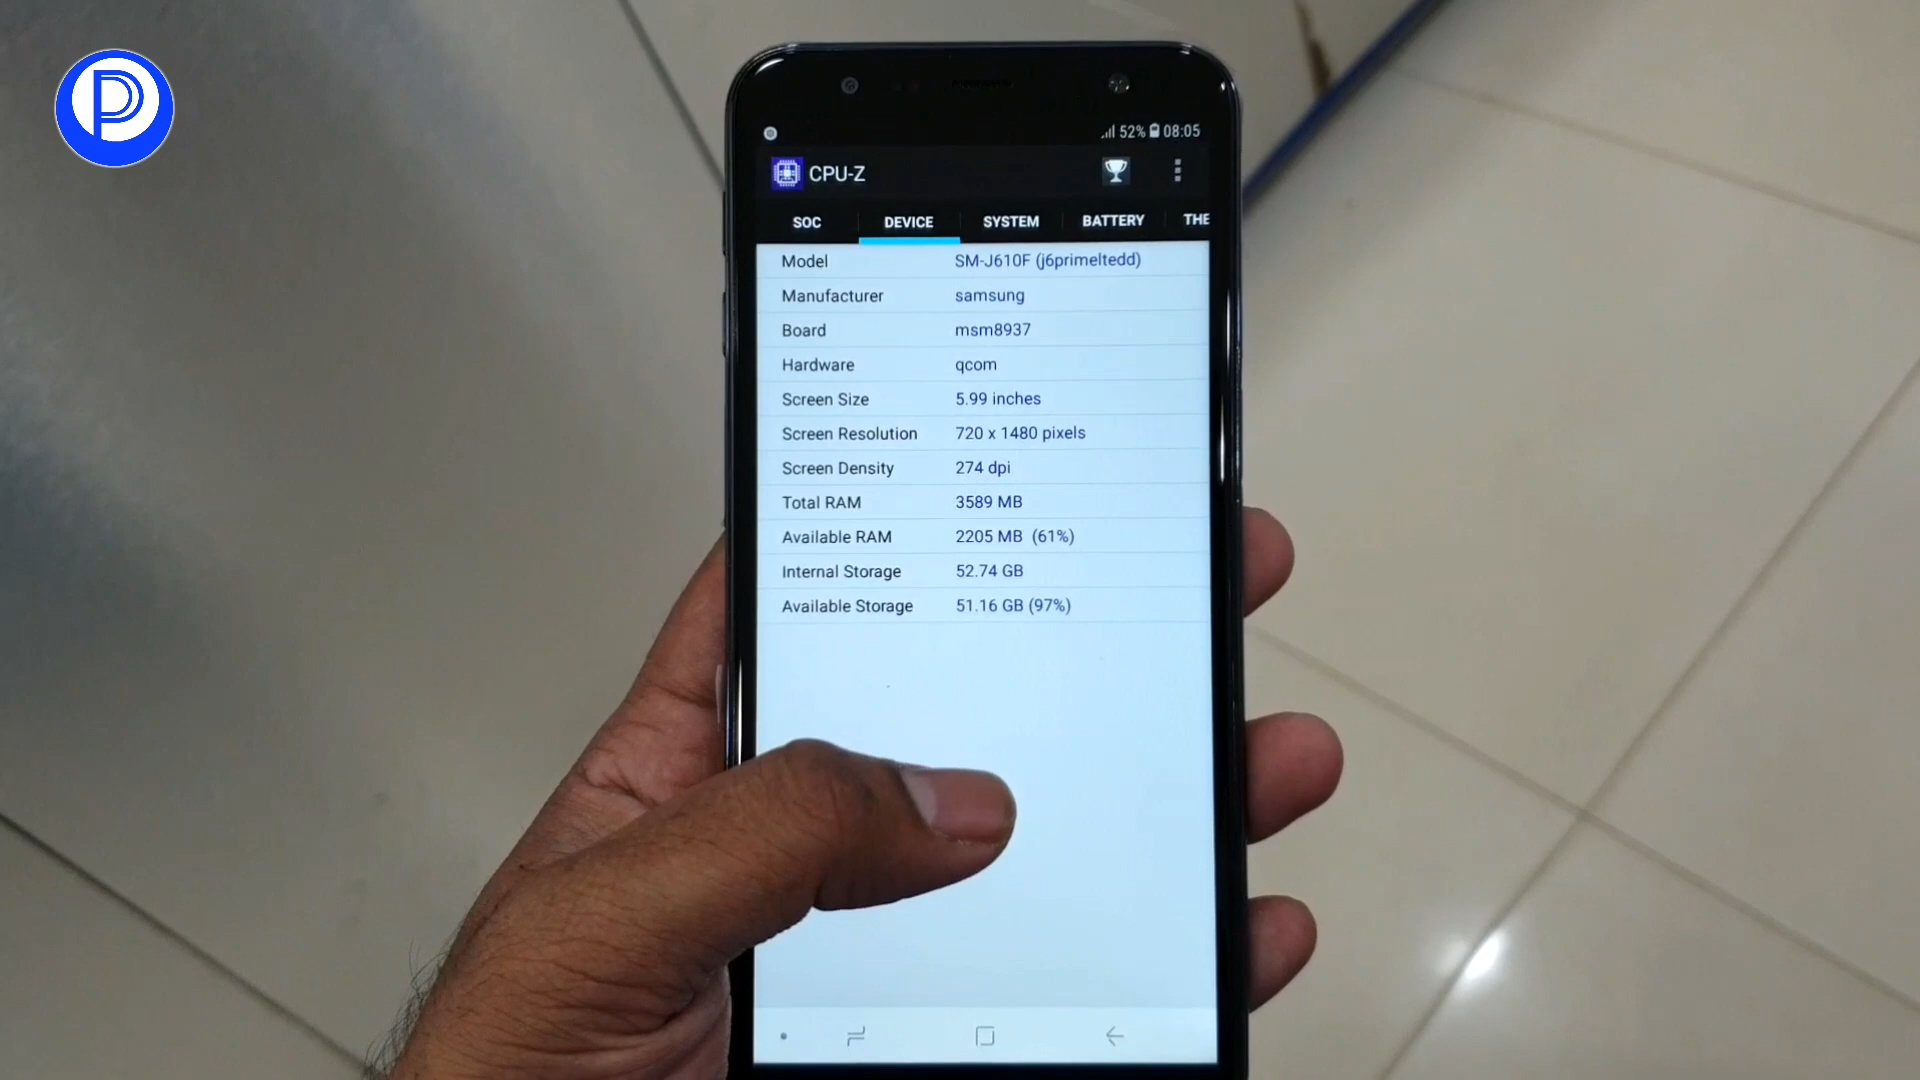 P
52% 08:05
CPU-Z
SOC DEVICE SYSTEM BATTERY THE
Model SM-J610F (j6primeltedd)
Manufacturer samsung
Board msm8937
Hardware qcom
Screen Size 5.99 inches
Screen Resolution 720 x 1480 pixels
Screen Density 274 dpi
Total RAM 3589 MB
Available RAM 2205 MB (61%)
Internal Storage 52.74 GB
Available Storage 51.16 GB (97%)